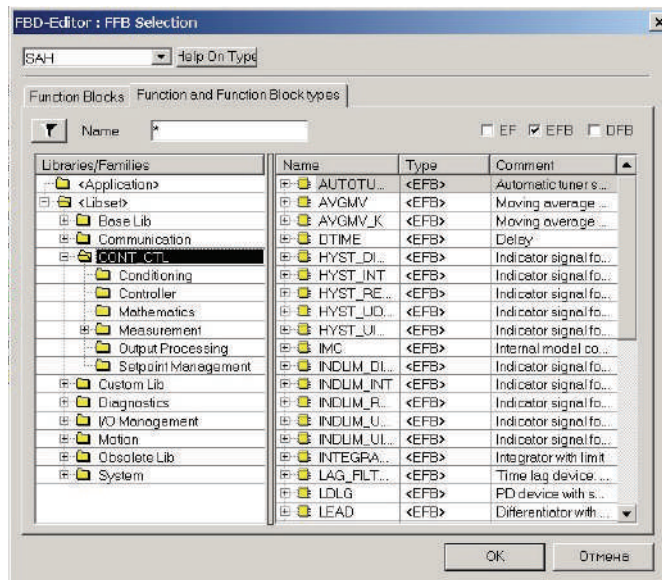 FBD-Editor : FFB Selection
SAH
Help On Type
Function Blocks
Function and Function Block types
Name
*
EF
EFB
DFB
Libraries/Families
<Application>
<Libset>
Base Lib
Communication
CONT_CTL
Conditioning
Controller
Mathematics
Measurement
Output Processing
Setpoint Management
Custom Lib
Diagnostics
I/O Management
Motion
Obsolete Lib
System
Name Type Comment
AUTOTU... <EFB> Automatic tuner s...
AVGMV <EFB> Moving average ...
AVGMV_K <EFB> Moving average ...
DTIME <EFB> Delay
HYST_DI... <EFB> Indicator signal fo...
HYST_INT <EFB> Indicator signal fo...
HYST_RE... <EFB> Indicator signal fo...
HYST_UD... <EFB> Indicator signal fo...
HYST_UI... <EFB> Indicator signal fo...
IMC <EFB> Internal model co...
INDLIM_DI... <EFB> Indicator signal fo...
INDLIM_INT <EFB> Indicator signal fo...
INDLIM_R... <EFB> Indicator signal fo...
INDLIM_U... <EFB> Indicator signal fo...
INDLIM_UI... <EFB> Indicator signal fo...
INTEGRA... <EFB> Integrator with limit
LAG_FILT... <EFB> Time lag device: ...
LDLG <EFB> PD device with s...
LEAD <EFB> Differentiator with ...
OK
Отмена